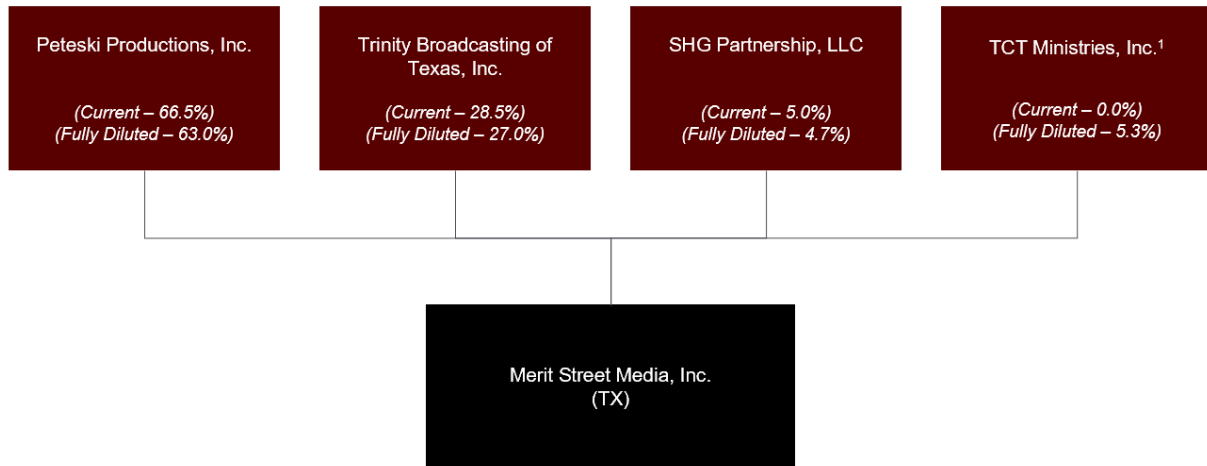 Peteski Productions, Inc.
(Current – 66.5%)
(Fully Diluted – 63.0%)
Trinity Broadcasting of
Texas, Inc.
(Current – 28.5%)
(Fully Diluted – 27.0%)
SHG Partnership, LLC
(Current – 5.0%)
(Fully Diluted – 4.7%)
TCT Ministries, Inc.¹
(Current – 0.0%)
(Fully Diluted – 5.3%)
Merit Street Media, Inc.
(TX)